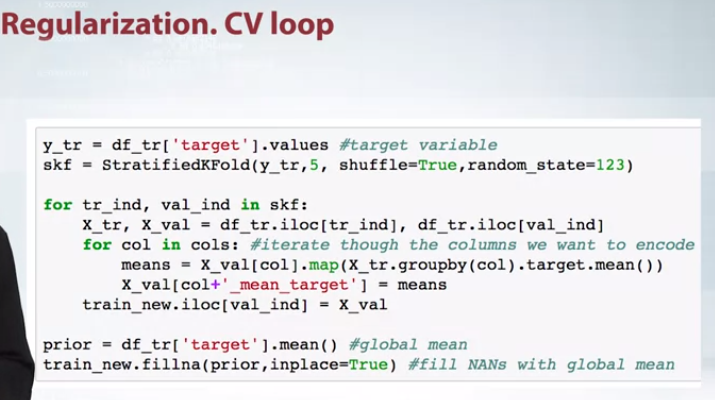 Regularization. CV loop
y_tr = df_tr['target'].values #target variable
skf = StratifiedKFold(y_tr,5, shuffle=True,random_state=123)
for tr_ind, val_ind in skf:
    X_tr, X_val = df_tr.iloc[tr_ind], df_tr.iloc[val_ind]
    for col in cols: #iterate though the columns we want to encode
        means = X_val[col].map(X_tr.groupby(col).target.mean())
        X_val[col+'_mean_target'] = means
    train_new.iloc[val_ind] = X_val
prior = df_tr['target'].mean() #global mean
train_new.fillna(prior,inplace=True) #fill NANs with global mean